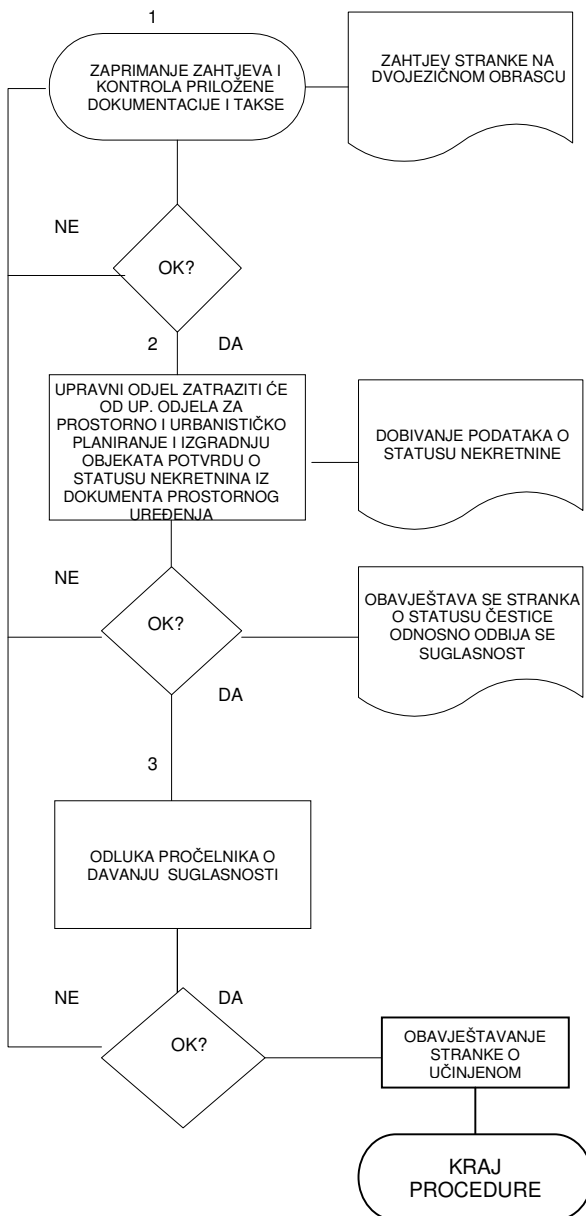 1
ZAPRIMANJE ZAHTJEVA I
KONTROLA PRILOŽENE
DOKUMENTACIJE I TAKSE
ZAHTJEV STRANKE NA
DVOJEZIČNOM OBRASCU
NE
OK?
2
DA
UPRAVNI ODJEL ZATRAZITI ĆE
OD UP. ODJELA ZA
PROSTORNO I URBANISTIČKO
PLANIRANJE I IZGRADNJU
OBJEKATA POTVRDU O
STATUSU NEKRETNINA IZ
DOKUMENTA PROSTORNOG
UREĐENJA
DOBIVANJE PODATAKA O
STATUSU NEKRETNINE
NE
OK?
DA
OBAVJEŠTAVA SE STRANKA
O STATUSU ČESTICE
ODNOSNO ODBIJA SE
SUGLASNOST
3
ODLUKA PROČELNIKA O
DAVANJU SUGLASNOSTI
NE
DA
OK?
OBAVJEŠTAVANJE
STRANKE O
UČINJENOM
KRAJ
PROCEDURE